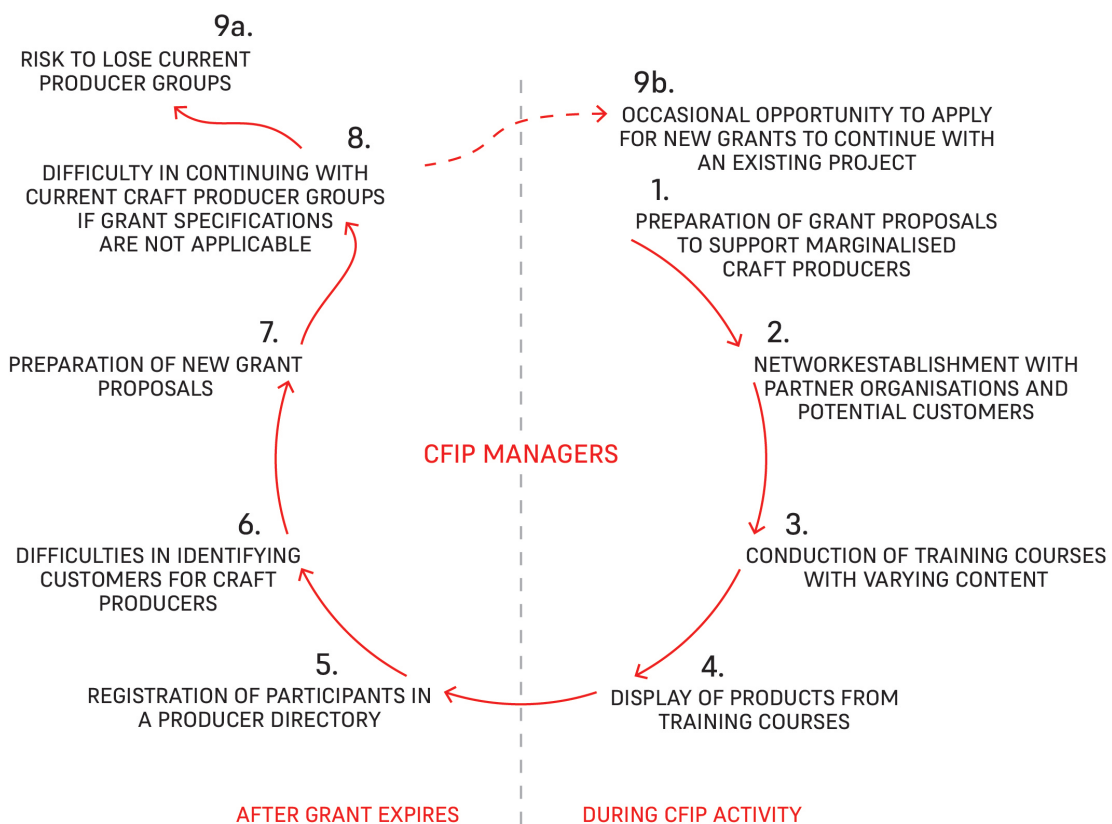 9a.
RISK TO LOSE CURRENT
PRODUCER GROUPS
9b.
OCCASIONAL OPPORTUNITY TO APPLY
FOR NEW GRANTS TO CONTINUE WITH
AN EXISTING PROJECT
1.
PREPARATION OF GRANT PROPOSALS
TO SUPPORT MARGINALISED
CRAFT PRODUCERS
2.
NETWORKESTABLISHMENT WITH
PARTNER ORGANISATIONS AND
POTENTIAL CUSTOMERS
3.
CONDUCTION OF TRAINING COURSES
WITH VARYING CONTENT
4.
DISPLAY OF PRODUCTS FROM
TRAINING COURSES
5.
REGISTRATION OF PARTICIPANTS IN
A PRODUCER DIRECTORY
6.
DIFFICULTIES IN IDENTIFYING
CUSTOMERS FOR CRAFT
PRODUCERS
7.
PREPARATION OF NEW GRANT
PROPOSALS
8.
DIFFICULTY IN CONTINUING WITH
CURRENT CRAFT PRODUCER GROUPS
IF GRANT SPECIFICATIONS
ARE NOT APPLICABLE
CFIP MANAGERS
AFTER GRANT EXPIRES
DURING CFIP ACTIVITY